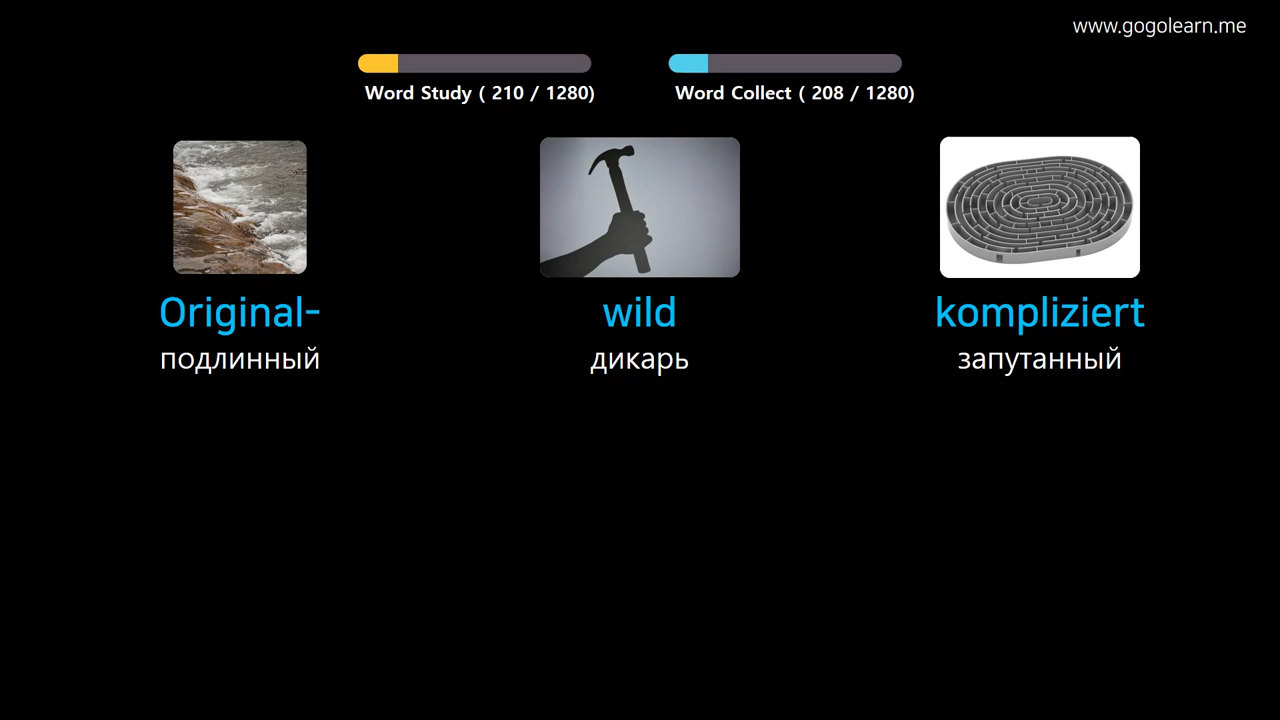 www.gogolearn.me
Word Study ( 210 / 1280)
Word Collect ( 208 / 1280)
Original-
wild
kompliziert
подлинный
дикарь
запутанный